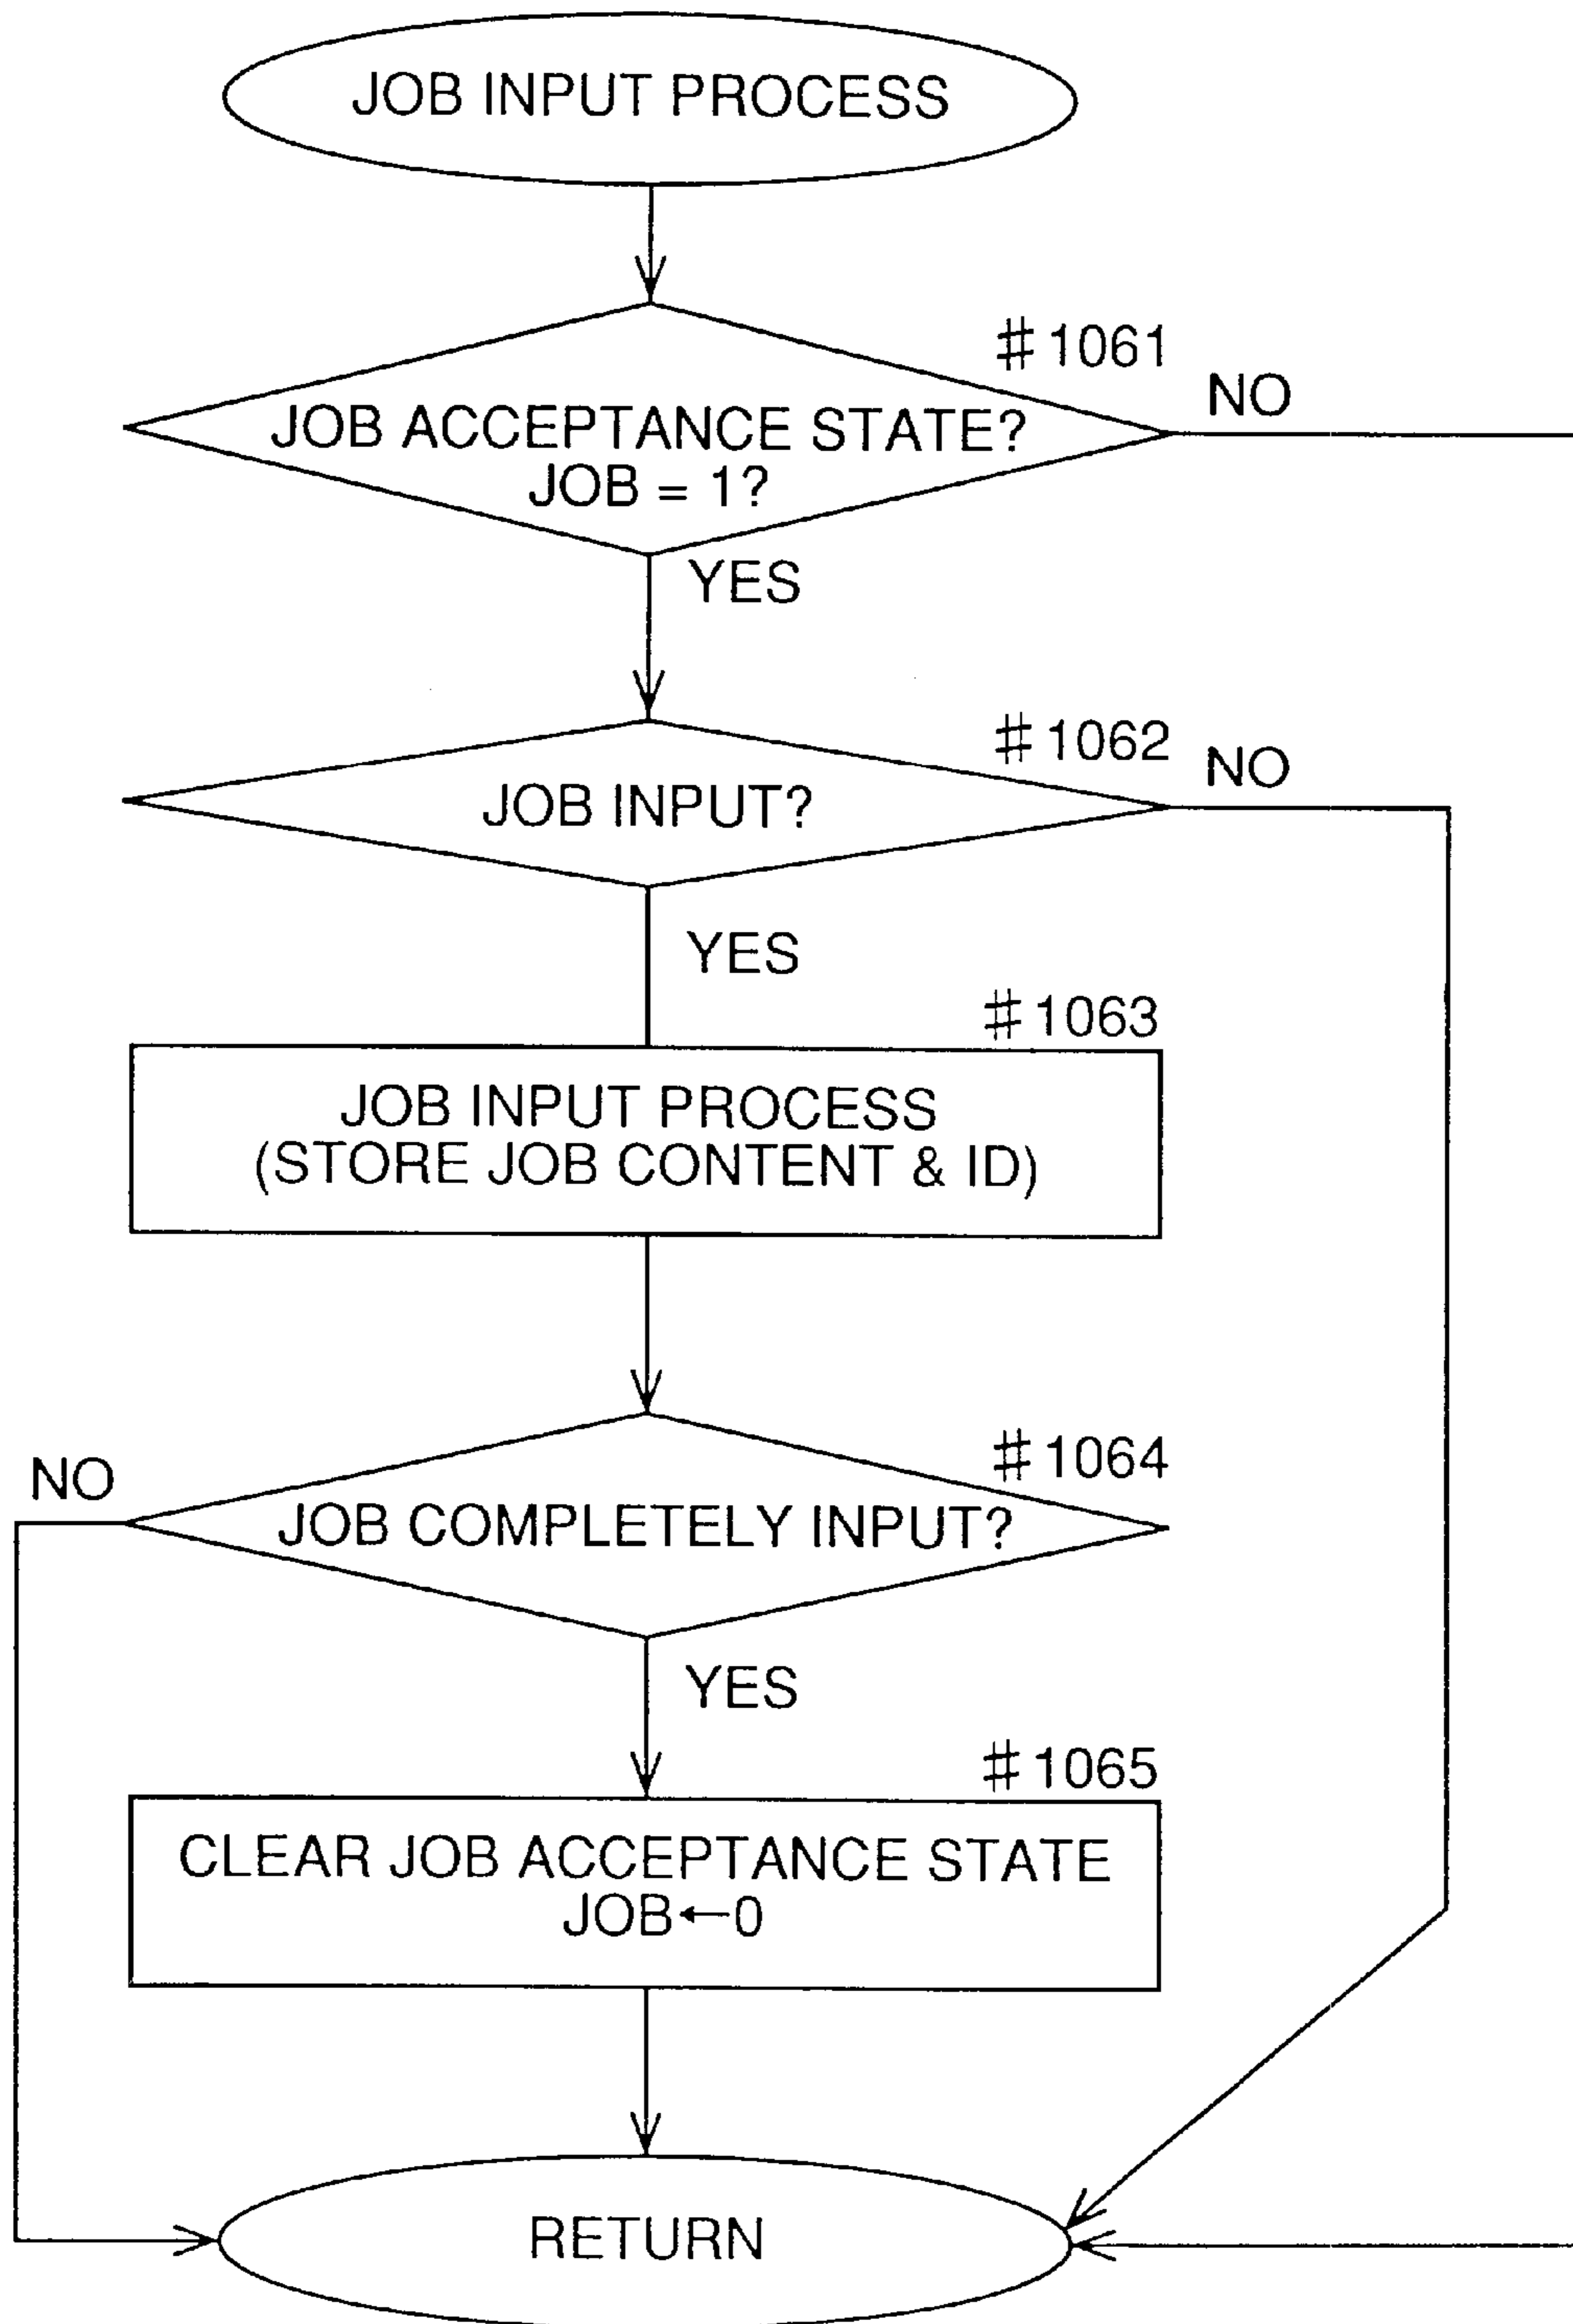 JOB INPUT PROCESS
#1061
NO
JOB ACCEPTANCE STATE?
JOB = 1?
YES
#1062
NO
JOB INPUT?
YES
#1063
JOB INPUT PROCESS
(STORE JOB CONTENT & ID)
#1064
NO
JOB COMPLETELY INPUT?
YES
#1065
CLEAR JOB ACCEPTANCE STATE
JOB←0
RETURN